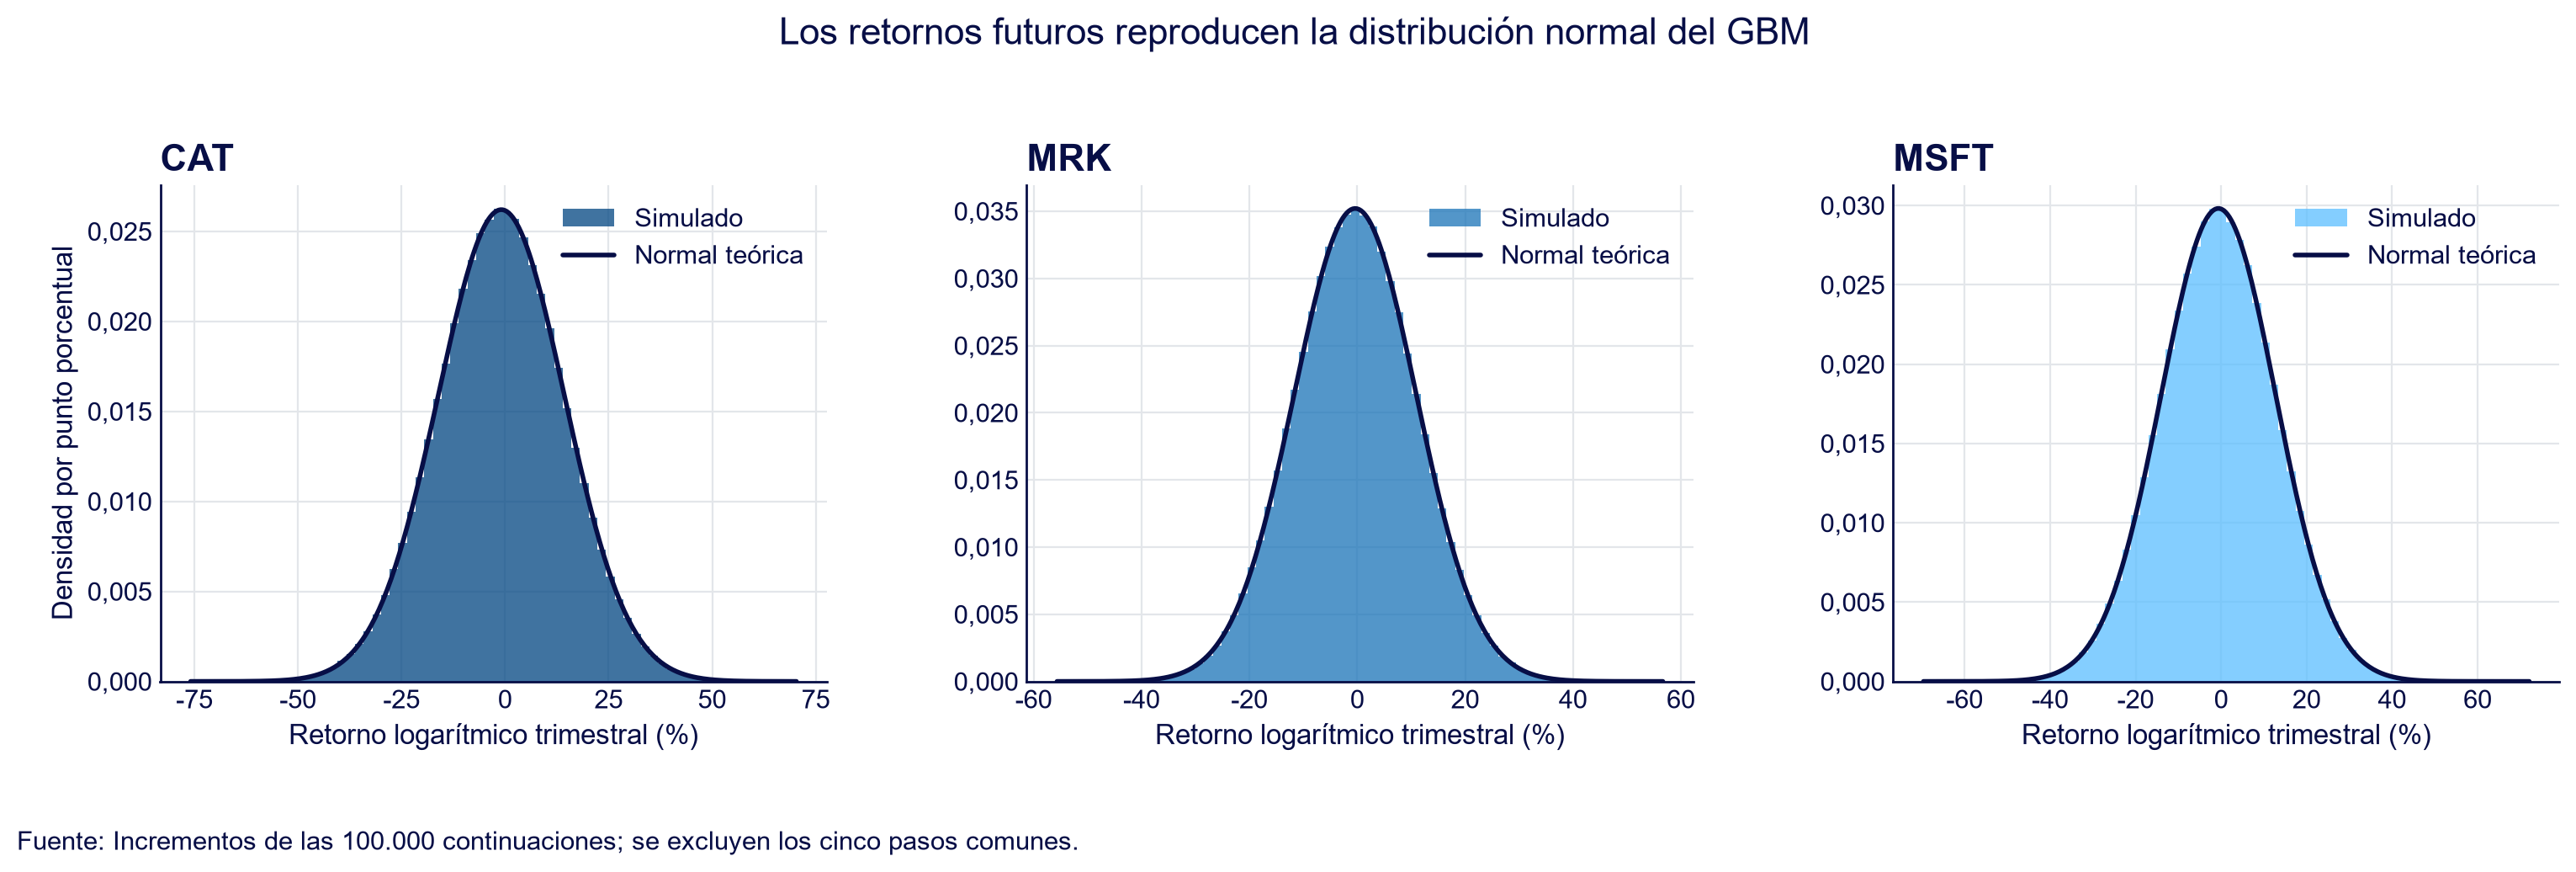 Los retornos futuros reproducen la distribución normal del GBM
CAT
Densidad por punto porcentual
0,025
0,020
0,015
0,010
0,005
0,000
Simulado
Normal teórica
-75 -50 -25 0 25 50 75
Retorno logarítmico trimestral (%)
MRK
0,035
0,030
0,025
0,020
0,015
0,010
0,005
0,000
Simulado
Normal teórica
-60 -40 -20 0 20 40 60
Retorno logarítmico trimestral (%)
MSFT
0,030
0,025
0,020
0,015
0,010
0,005
0,000
Simulado
Normal teórica
-60 -40 -20 0 20 40 60
Retorno logarítmico trimestral (%)
Fuente: Incrementos de las 100.000 continuaciones; se excluyen los cinco pasos comunes.